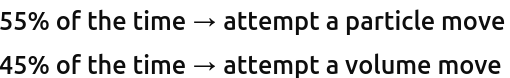 55% of the time → attempt a particle move
45% of the time → attempt a volume move